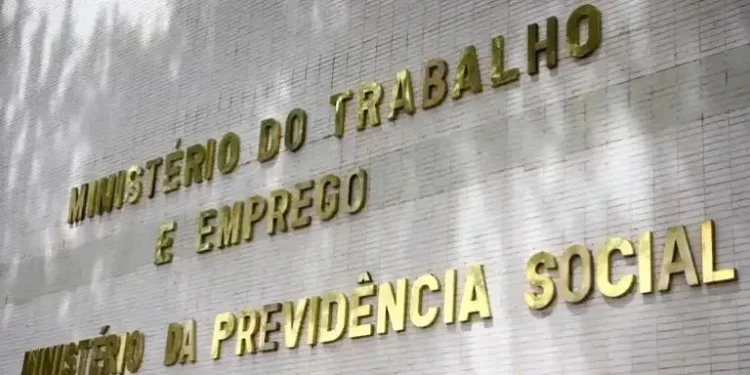 MINISTÉRIO DO TRABALHO
E EMPREGO
MINISTÉRIO DA PREVIDÊNCIA SOCIAL